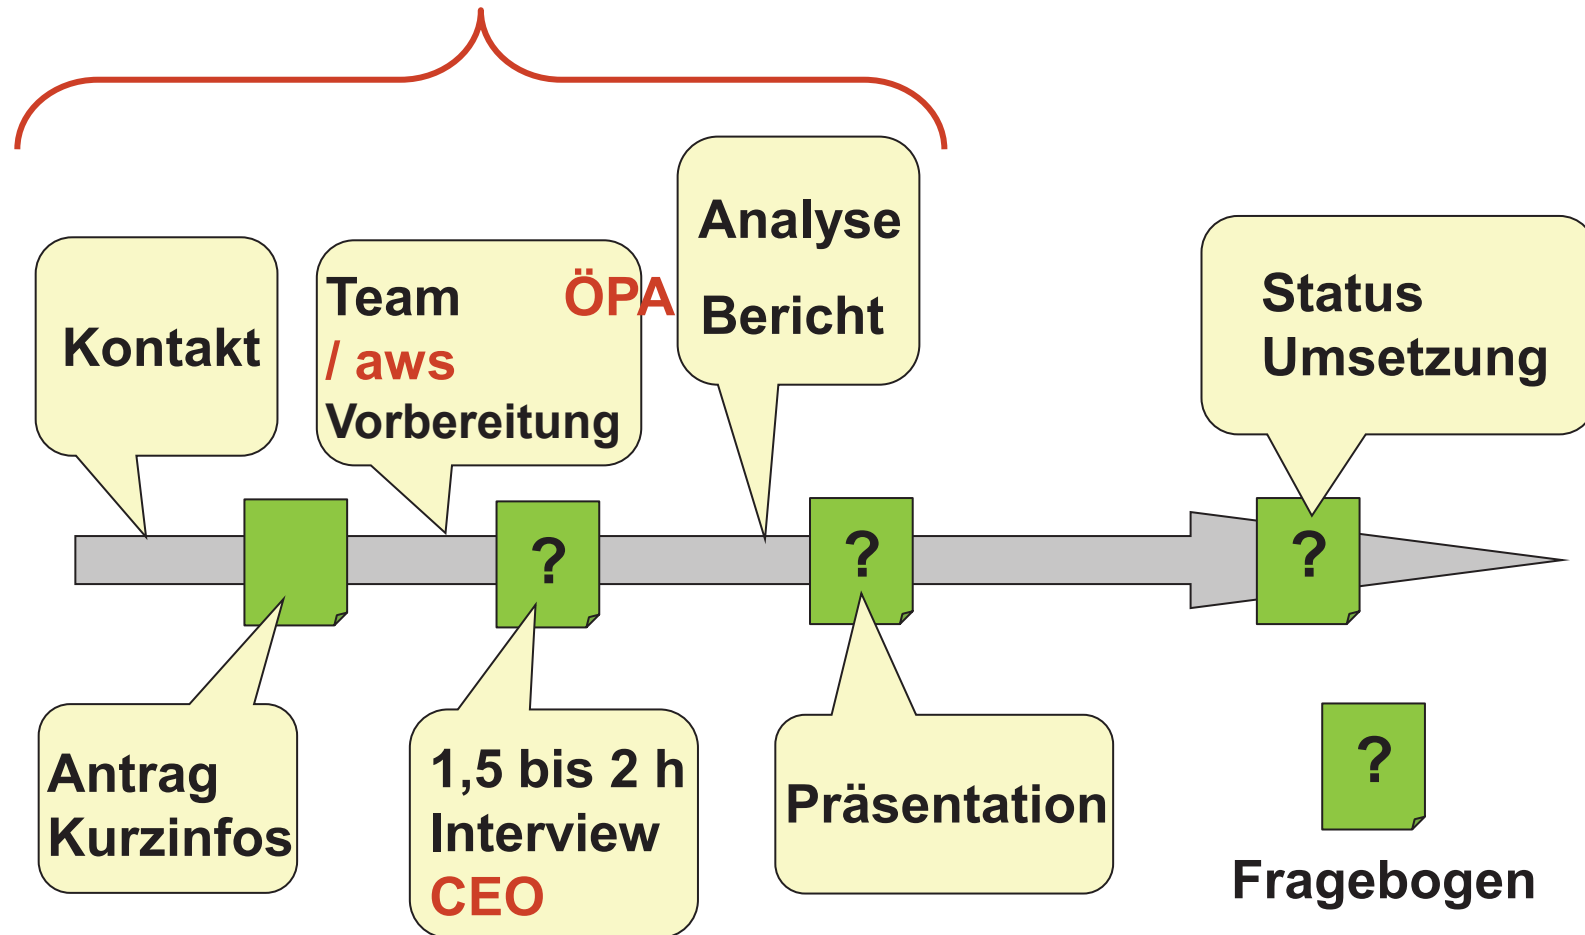 Kontakt
Team ÖPA
/ aws
Vorbereitung
Analyse
Bericht
Status
Umsetzung
?
?
?
Antrag
Kurzinfos
1,5 bis 2 h
Interview
CEO
Präsentation
?
Fragebogen